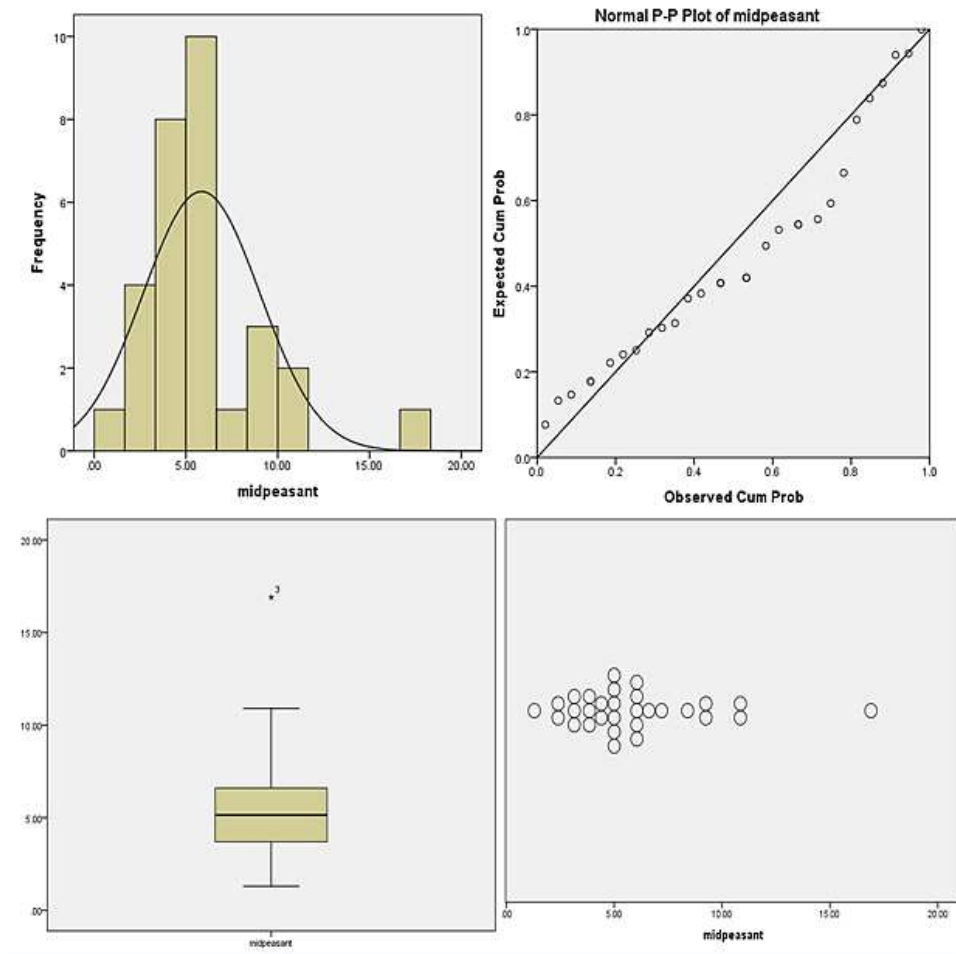 Normal P-P Plot of midpeasant
10
8
6
4
2
0
Frequency
.00 5.00 10.00 15.00 20.00
midpeasant
1.0
0.8
0.6
0.4
0.2
0.0
Expected Cum Prob
0.0 0.2 0.4 0.6 0.8 1.0
Observed Cum Prob
20.00
15.00
10.00
5.00
.00
3
midpeasant
.00 5.00 10.00 15.00 20.00
midpeasant